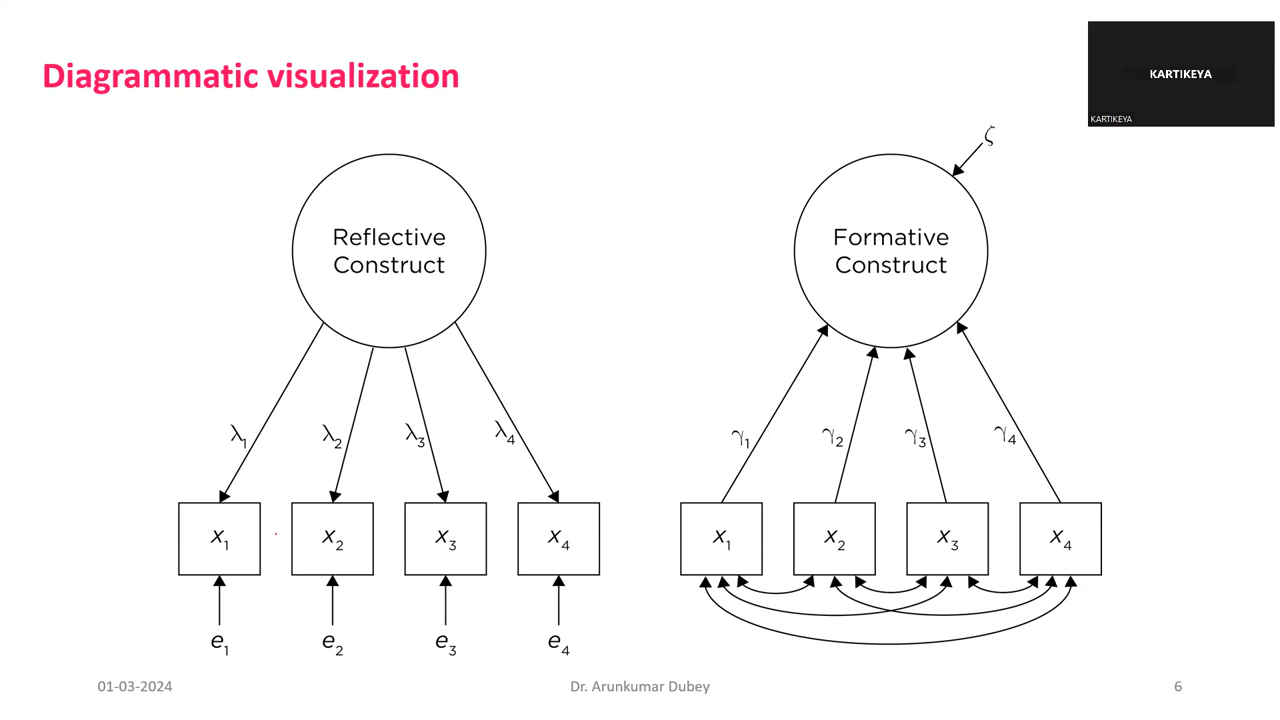 Diagrammatic visualization
KARTIKEYA
KARTIKEYA
ζ
Reflective
Construct
Formative
Construct
λ1 λ2 λ3 λ4
γ1 γ2 γ3 γ4
x1 x2 x3 x4
x1 x2 x3 x4
e1 e2 e3 e4
01-03-2024
Dr. Arunkumar Dubey
6